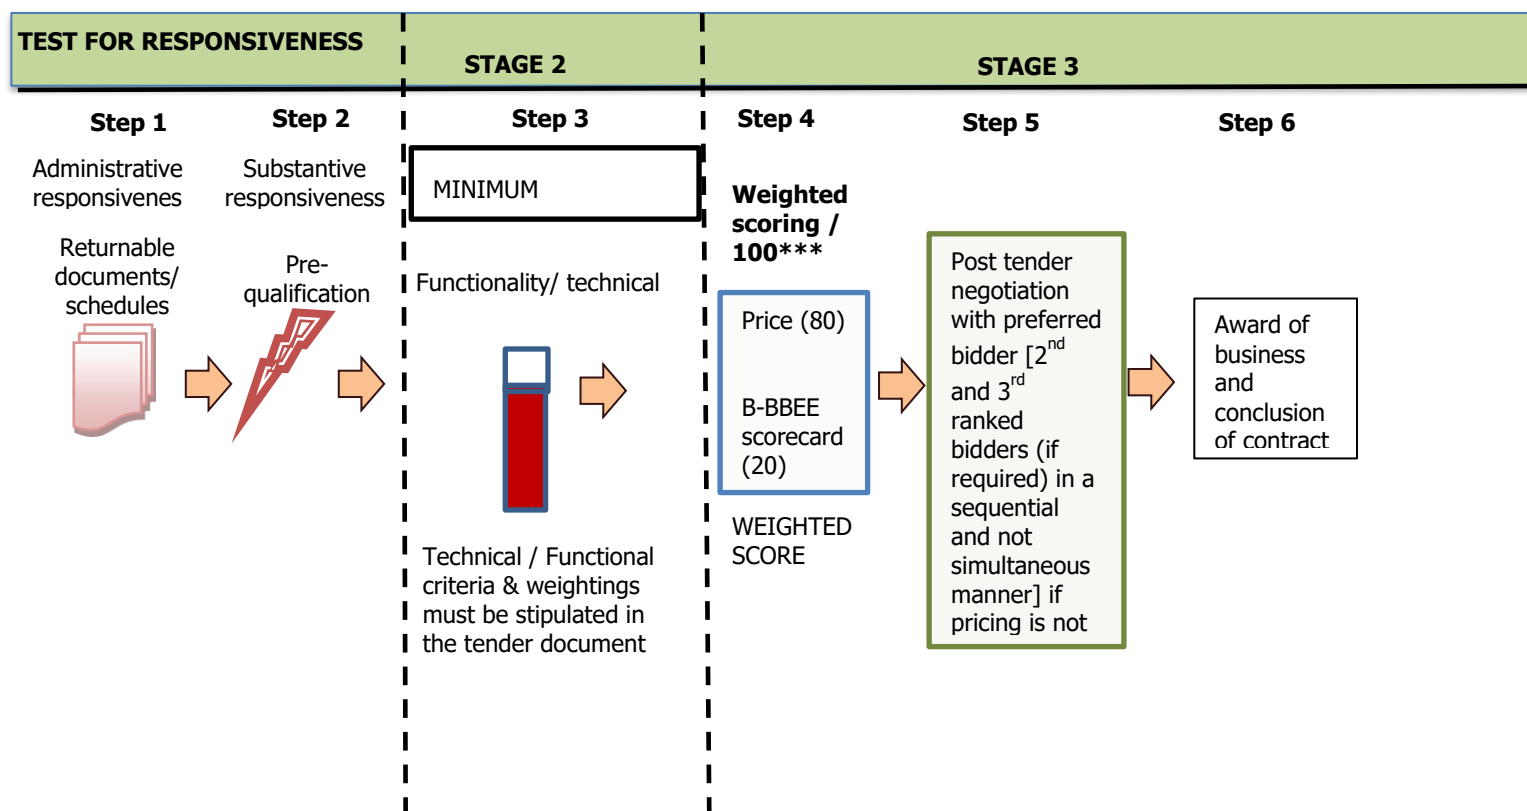 TEST FOR RESPONSIVENESS
STAGE 2
STAGE 3
Step 1
Step 2
Step 3
Step 4
Step 5
Step 6
Administrative
responsivenes
Substantive
responsiveness
MINIMUM
Weighted
scoring /
100***
Returnable
documents/
schedules
Pre-
qualification
Functionality/ technical
Technical / Functional
criteria & weightings
must be stipulated in
the tender document
Price (80)
B-BBEE
scorecard
(20)
WEIGHTED
SCORE
Post tender
negotiation
with preferred
bidder [2nd
and 3rd
ranked
bidders (if
required) in a
sequential
and not
simultaneous
manner] if
pricing is not
Award of
business
and
conclusion
of contract